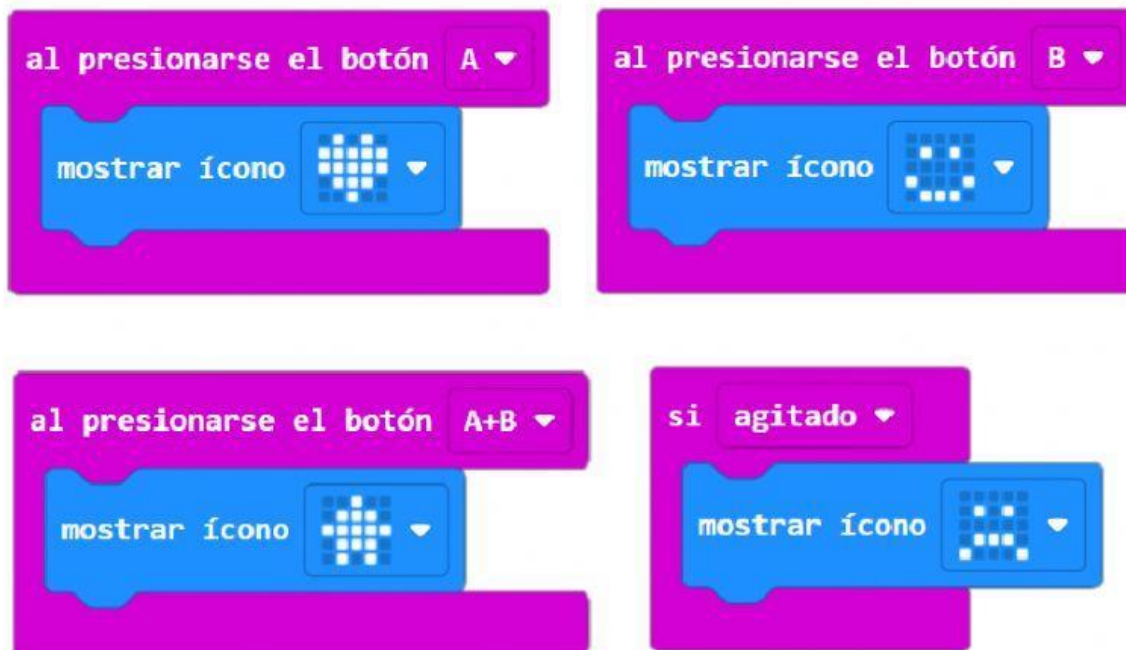 al presionarse el botón A
mostrar ícono
al presionarse el botón B
mostrar ícono
al presionarse el botón A+B
mostrar ícono
si agitado
mostrar ícono